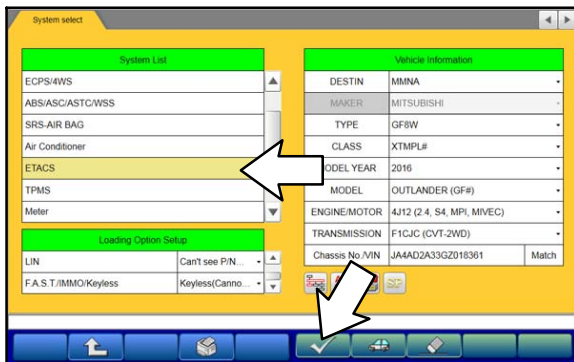 System select
System List
ECPS/4WS
ABS/ASC/ASTC/WSS
SRS-AIR BAG
Air Conditioner
ETACS
TPMS
Meter
Loading Option Setup
LIN Can't see P/N...
F.A.S.T./IMMO/Keyless Keyless(Canno...
Vehicle Information
DESTIN MMNA
MAKER MITSUBISHI
TYPE GF8W
CLASS XTMPL#
MODEL YEAR 2016
MODEL OUTLANDER (GF#)
ENGINE/MOTOR 4J12 (2.4, S4, MPI, MIVEC)
TRANSMISSION F1CJC (CVT-2WD)
Chassis No./VIN JA4AD2A33GZ018361 Match